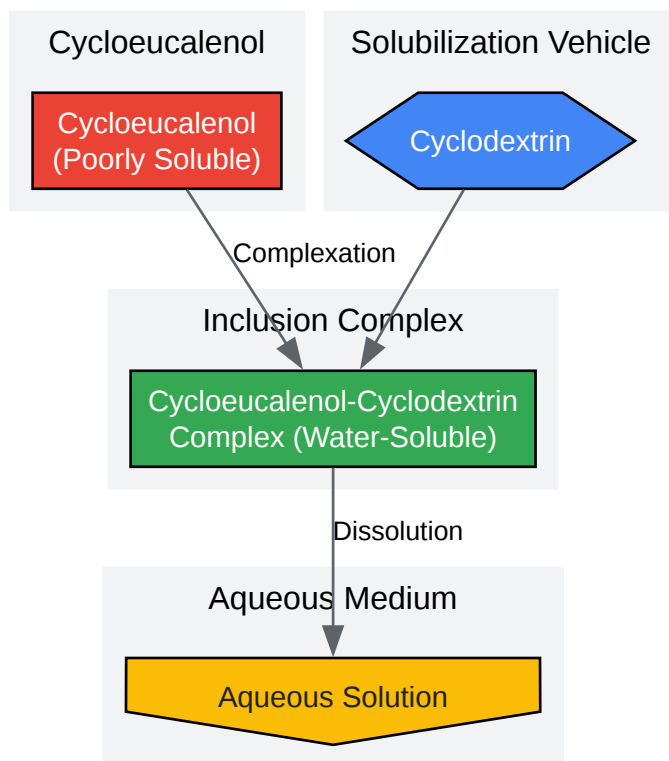 Cycloeucalenol
Solubilization Vehicle
Cycloeucalenol
(Poorly Soluble)
Cyclodextrin
Complexation
Inclusion Complex
Cycloeucalenol-Cyclodextrin
Complex (Water-Soluble)
Dissolution
Aqueous Medium
Aqueous Solution